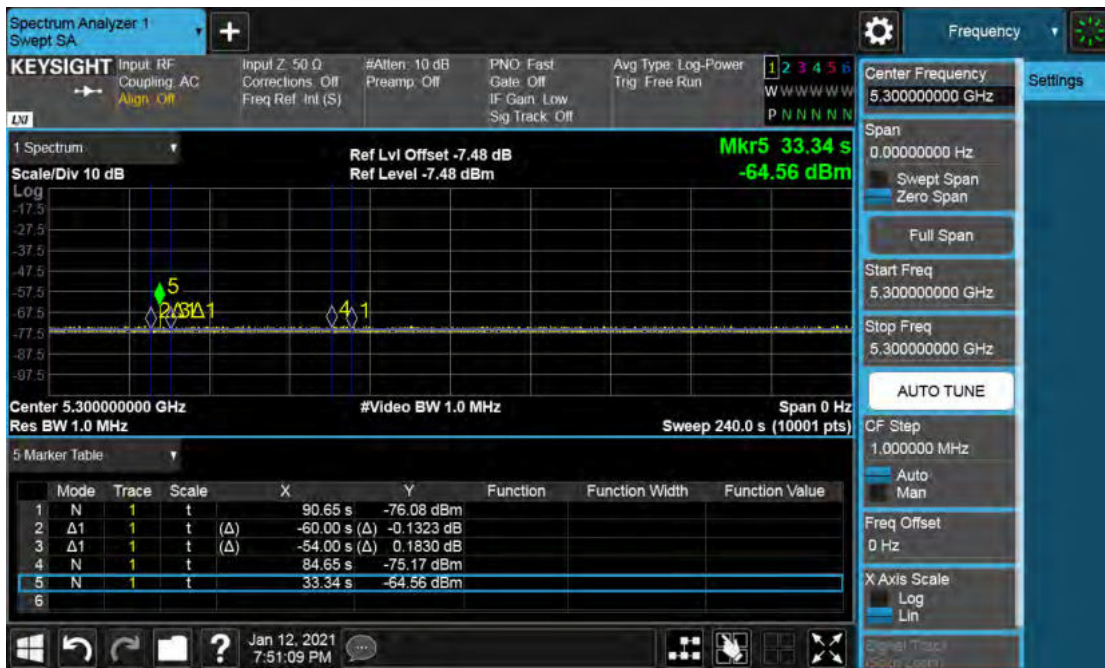 Spectrum Analyzer 1
Swept SA
+
Frequency
KEYSIGHT
Input: RF
Coupling: AC
Align: Off
Input Z: 50 Ω
Corrections: Off
Freq Ref: Int (S)
#Atten: 10 dB
Preamp: Off
PNO: Fast
Gate: Off
IF Gain: Low
Sig Track: Off
Avg Type: Log-Power
Trig: Free Run
1 2 3 4 5 6
W W W W W W
P N N N N N
LXI
1 Spectrum
Scale/Div 10 dB
Ref Lvl Offset -7.48 dB
Ref Level -7.48 dBm
Mkr5 33.34 s
-64.56 dBm
Log
-17.5
-27.5
-37.5
-47.5
-57.5
-67.5
-77.5
-87.5
-97.5
5
2Δ3Δ1Δ1
4 1
Center 5.300000000 GHz
#Video BW 1.0 MHz
Span 0 Hz
Res BW 1.0 MHz
Sweep 240.0 s (10001 pts)
5 Marker Table
Mode Trace Scale X Y Function Function Width Function Value
1 N 1 t 90.65 s -76.08 dBm
2 Δ1 1 t (Δ) -60.00 s (Δ) -0.1323 dB
3 Δ1 1 t (Δ) -54.00 s (Δ) 0.1830 dB
4 N 1 t 84.65 s -75.17 dBm
5 N 1 t 33.34 s -64.56 dBm
6
? Jan 12, 2021
7:51:09 PM
Center Frequency
5.300000000 GHz
Settings
Span
0.00000000 Hz
Swept Span
Zero Span
Full Span
Start Freq
5.300000000 GHz
Stop Freq
5.300000000 GHz
AUTO TUNE
CF Step
1.000000 MHz
Auto
Man
Freq Offset
0 Hz
X Axis Scale
Log
Lin
Signal Track